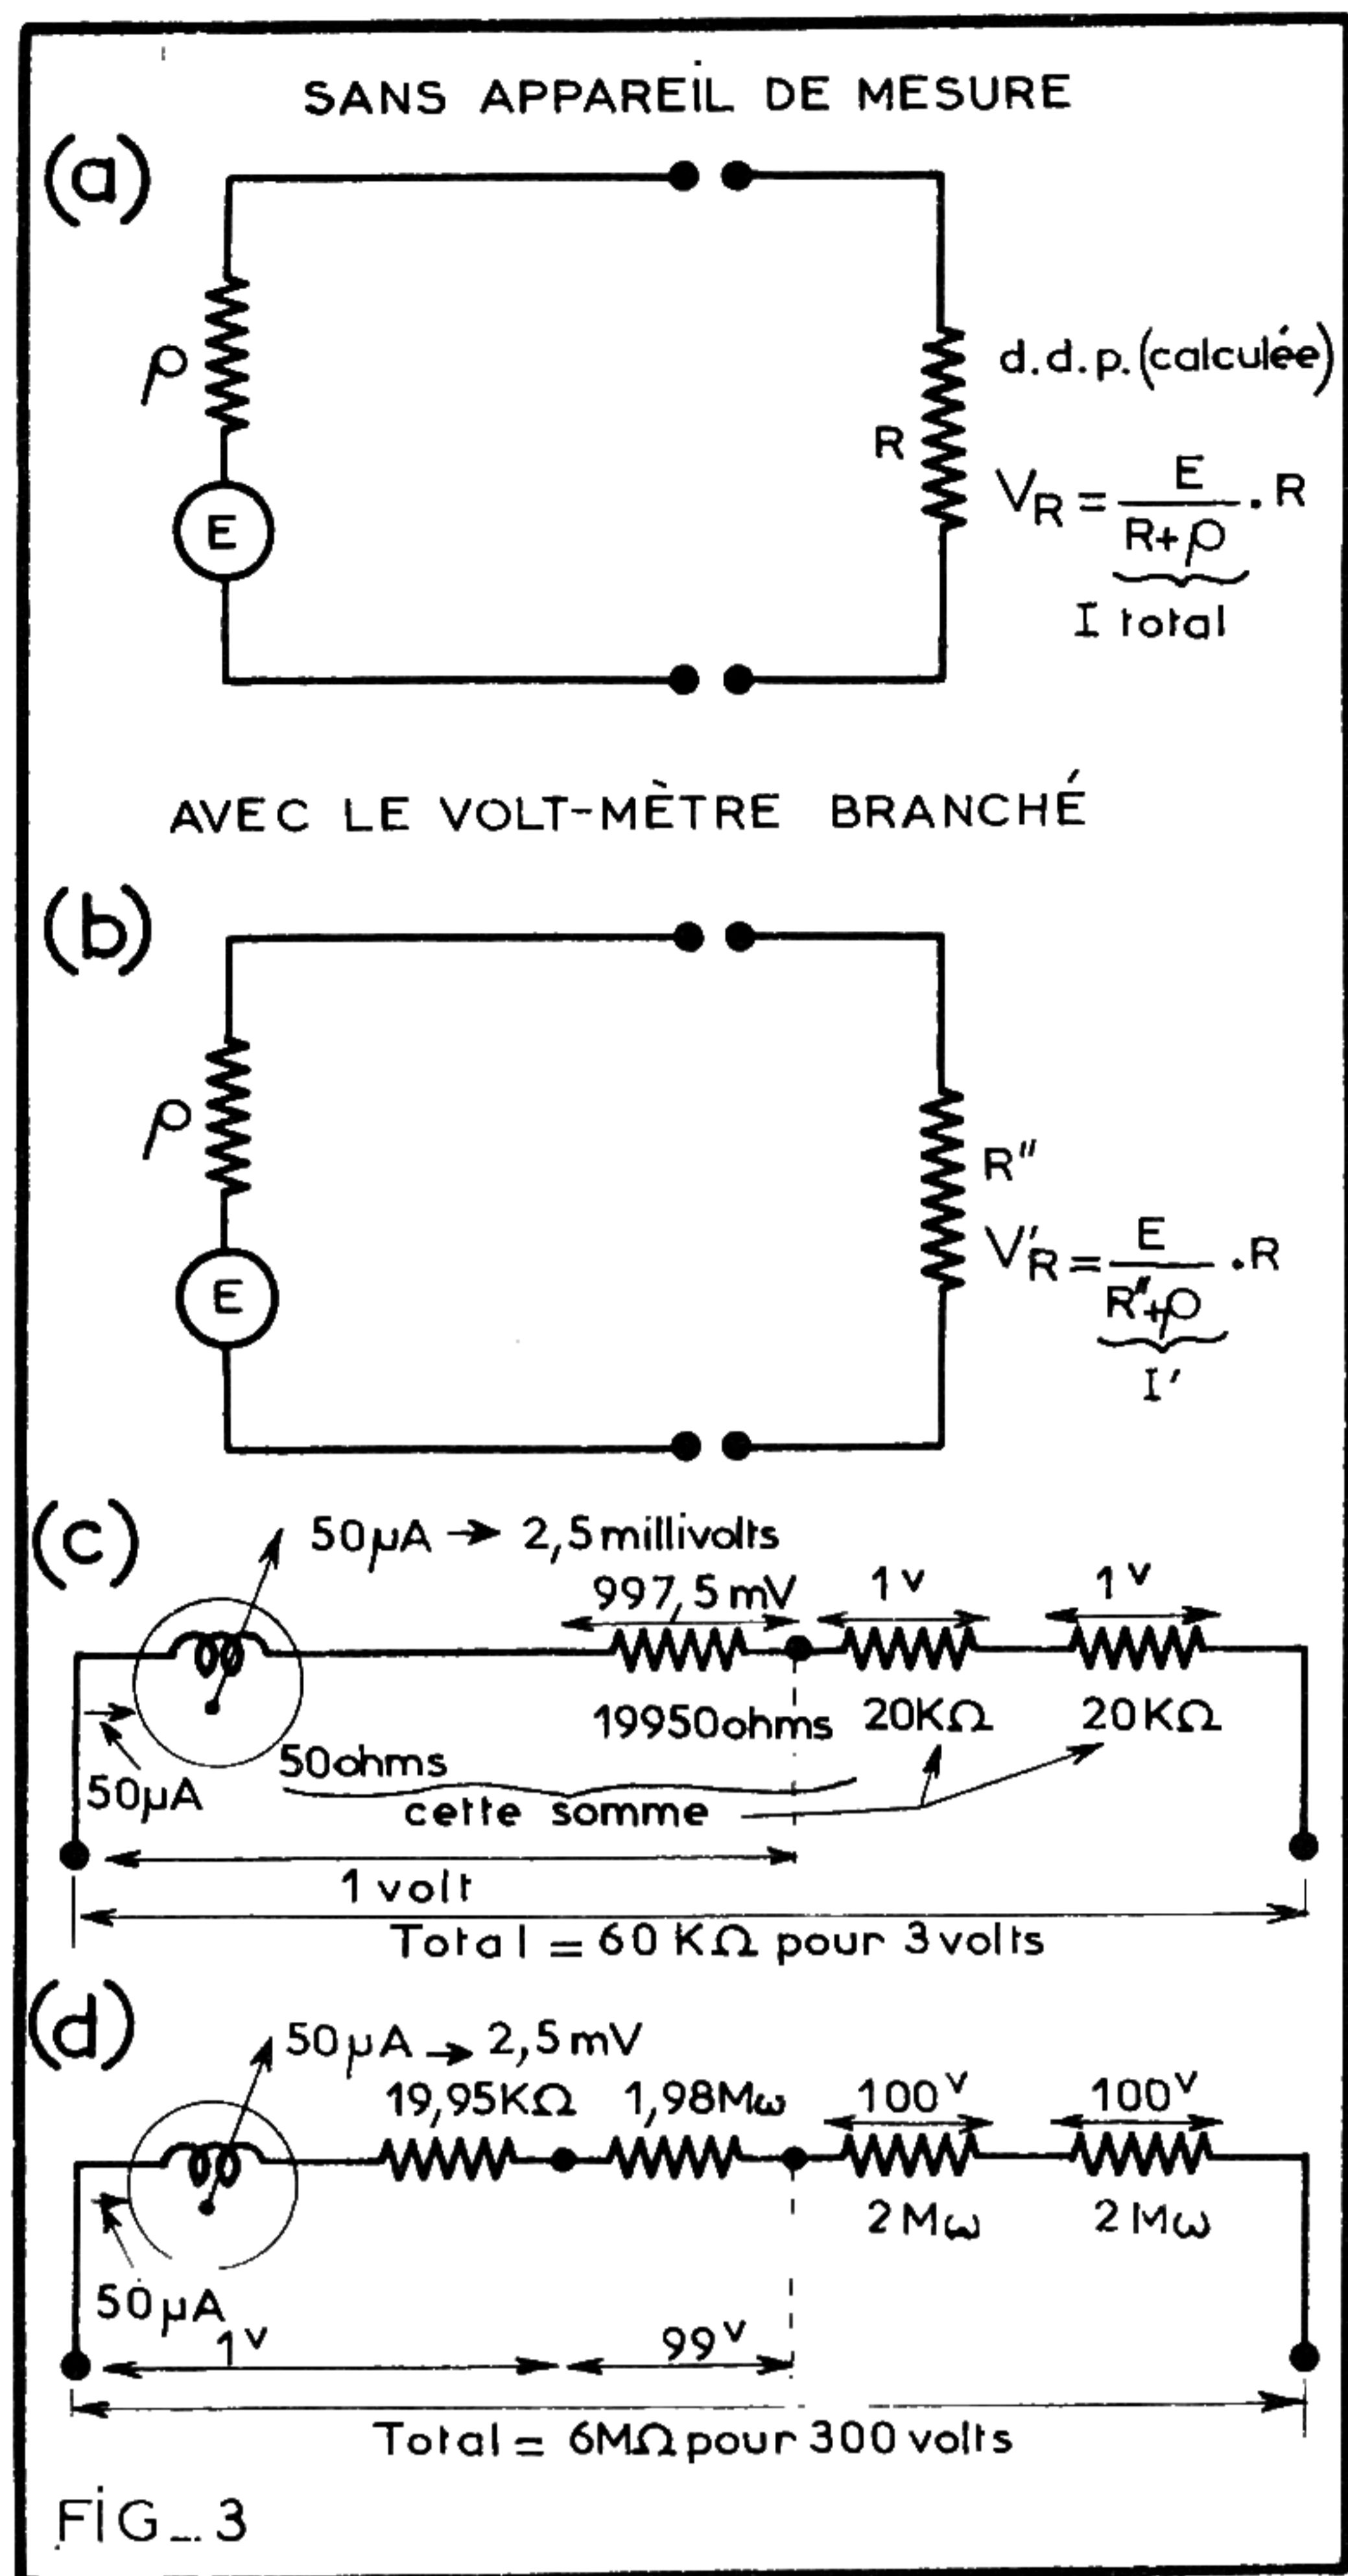 SANS APPAREIL DE MESURE
(a)
ρ
E
R
d.d.p. (calculée)
V_R = E / (R + ρ) . R
I total
AVEC LE VOLT-MÈTRE BRANCHÉ
(b)
ρ
E
R"
V'_R = E / (R" + ρ) . R
I'
(c)
50µA → 2,5 millivolts
997,5 mV
1 v
1 v
19950 ohms
20KΩ
20KΩ
50 ohms
50µA
cette somme
1 volt
Total = 60 KΩ pour 3 volts
(d)
50µA → 2,5 mV
19,95KΩ
1,98Mω
100 v
100 v
2 Mω
2 Mω
50µA
1 v
99 v
Total = 6MΩ pour 300 volts
FIG_3